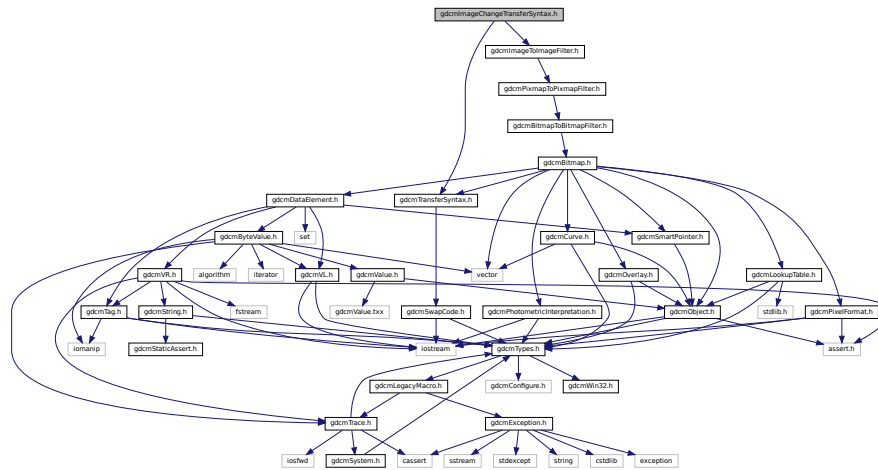 gdcmImageChangeTransferSyntax.h
gdcmImageToImageFilter.h
gdcmPixmapToPixmapFilter.h
gdcmBitmapToBitmapFilter.h
gdcmBitmap.h
gdcmDataElement.h
gdcmTransferSyntax.h
gdcmByteValue.h
set
gdcmCurve.h
gdcmSmartPointer.h
gdcmVR.h
algorithm
iterator
gdcmVL.h
gdcmValue.h
vector
gdcmOverlay.h
gdcmLookupTable.h
gdcmTag.h
gdcmString.h
fstream
gdcmValue.txx
gdcmSwapCode.h
gdcmPhotometricInterpretation.h
gdcmObject.h
stdlib.h
gdcmPixelFormat.h
iomanip
gdcmStaticAssert.h
iostream
gdcmTypes.h
assert.h
gdcmLegacyMacro.h
gdcmConfigure.h
gdcmWin32.h
gdcmTrace.h
gdcmException.h
iosfwd
gdcmSystem.h
cassert
sstream
stdexcept
string
cstdlib
exception